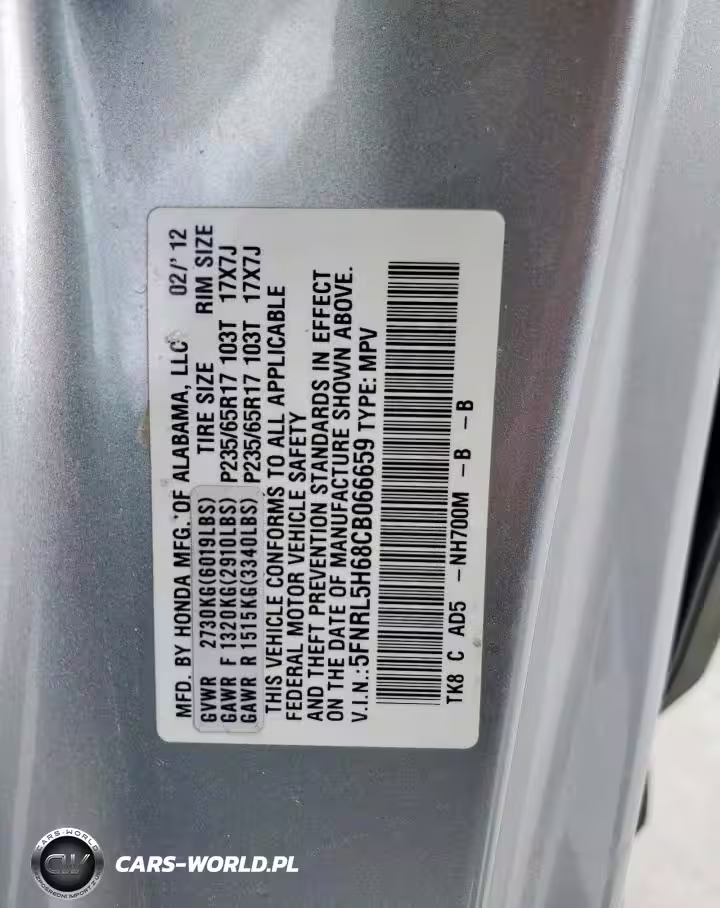 MFD. BY HONDA MFG. OF ALABAMA, LLC 02/'12
GVWR 2730KG(6019LBS) TIRE SIZE RIM SIZE
GAWR F 1320KG(2910LBS) P235/65R17 103T 17X7J
GAWR R 1515KG(3340LBS) P235/65R17 103T 17X7J
THIS VEHICLE CONFORMS TO ALL APPLICABLE
FEDERAL MOTOR VEHICLE SAFETY
AND THEFT PREVENTION STANDARDS IN EFFECT
ON THE DATE OF MANUFACTURE SHOWN ABOVE.
V.I.N.:5FNRL5H68CB066659 TYPE: MPV
TK8 C AD5 -NH700M -B -B
CARS-WORLD.PL
CARS-WORLD
CW